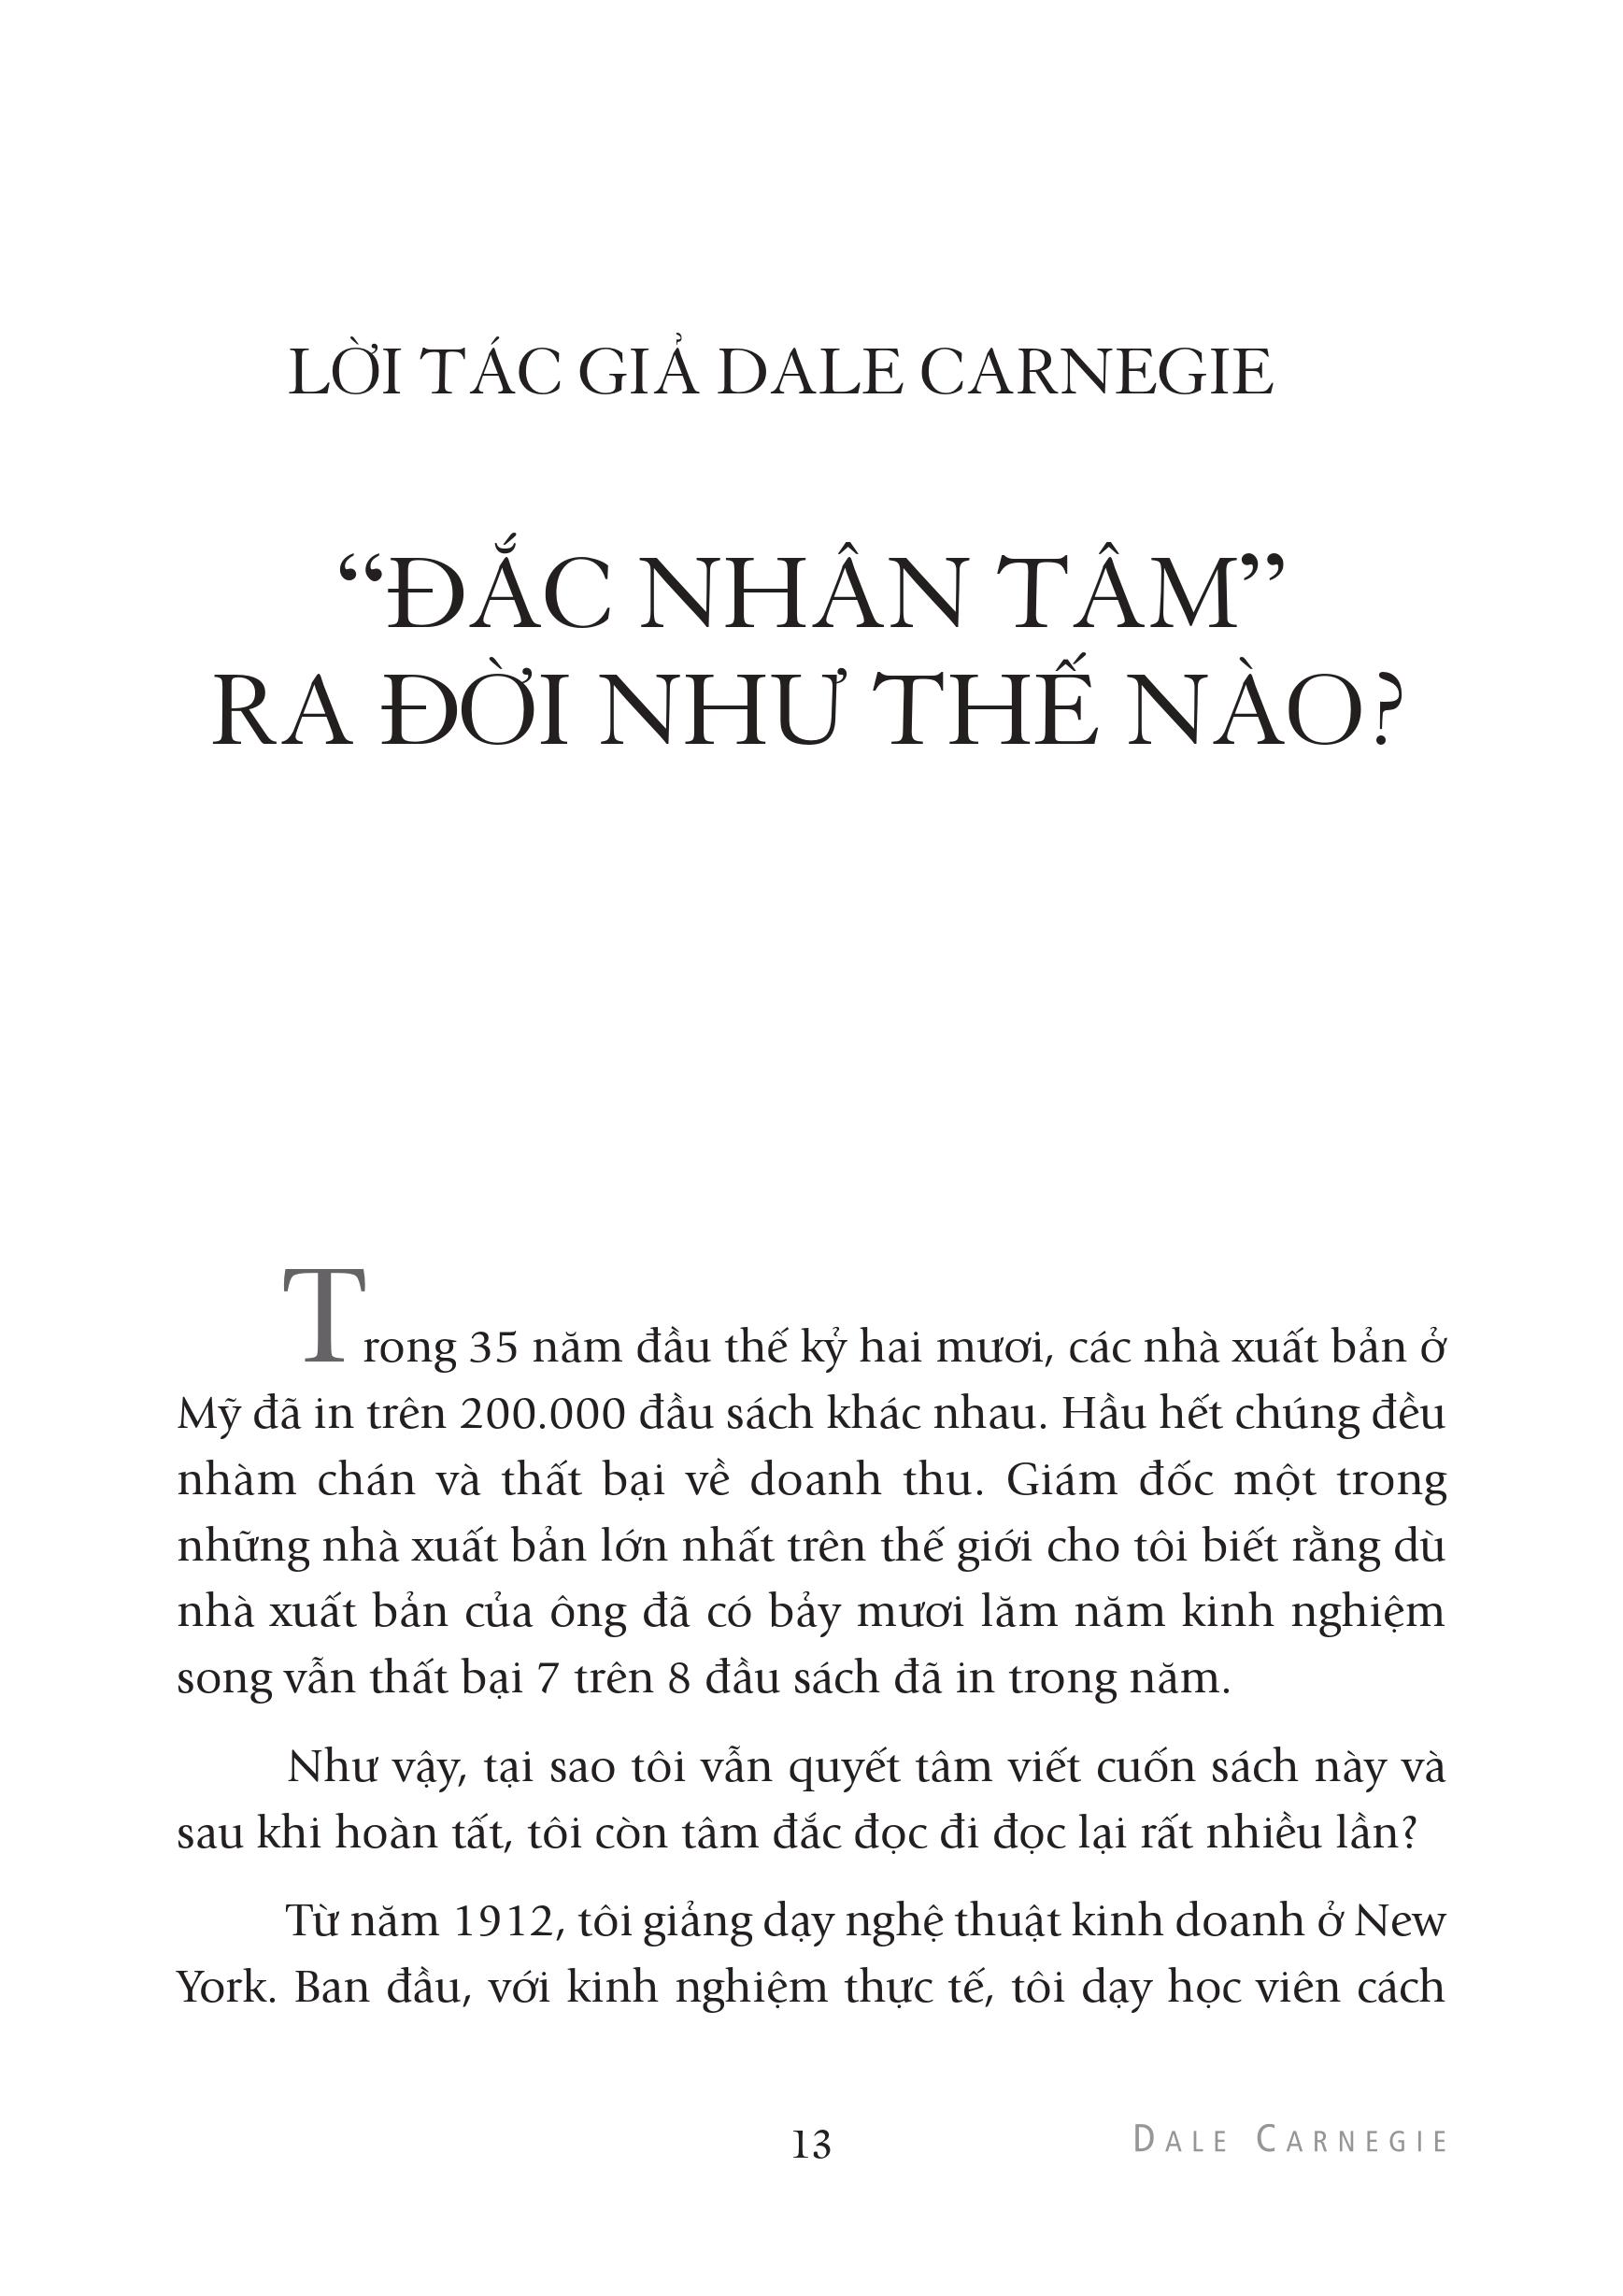 LỜI TÁC GIẢ DALE CARNEGIE
“ĐẮC NHÂN TÂM”
RA ĐỜI NHƯ THẾ NÀO?
Trong 35 năm đầu thế kỷ hai mươi, các nhà xuất bản ở
Mỹ đã in trên 200.000 đầu sách khác nhau. Hầu hết chúng đều
nhàm chán và thất bại về doanh thu. Giám đốc một trong
những nhà xuất bản lớn nhất trên thế giới cho tôi biết rằng dù
nhà xuất bản của ông đã có bảy mươi lăm năm kinh nghiệm
song vẫn thất bại 7 trên 8 đầu sách đã in trong năm.
Như vậy, tại sao tôi vẫn quyết tâm viết cuốn sách này và
sau khi hoàn tất, tôi còn tâm đắc đọc đi đọc lại rất nhiều lần?
Từ năm 1912, tôi giảng dạy nghệ thuật kinh doanh ở New
York. Ban đầu, với kinh nghiệm thực tế, tôi dạy học viên cách
13
DALE CARNEGIE